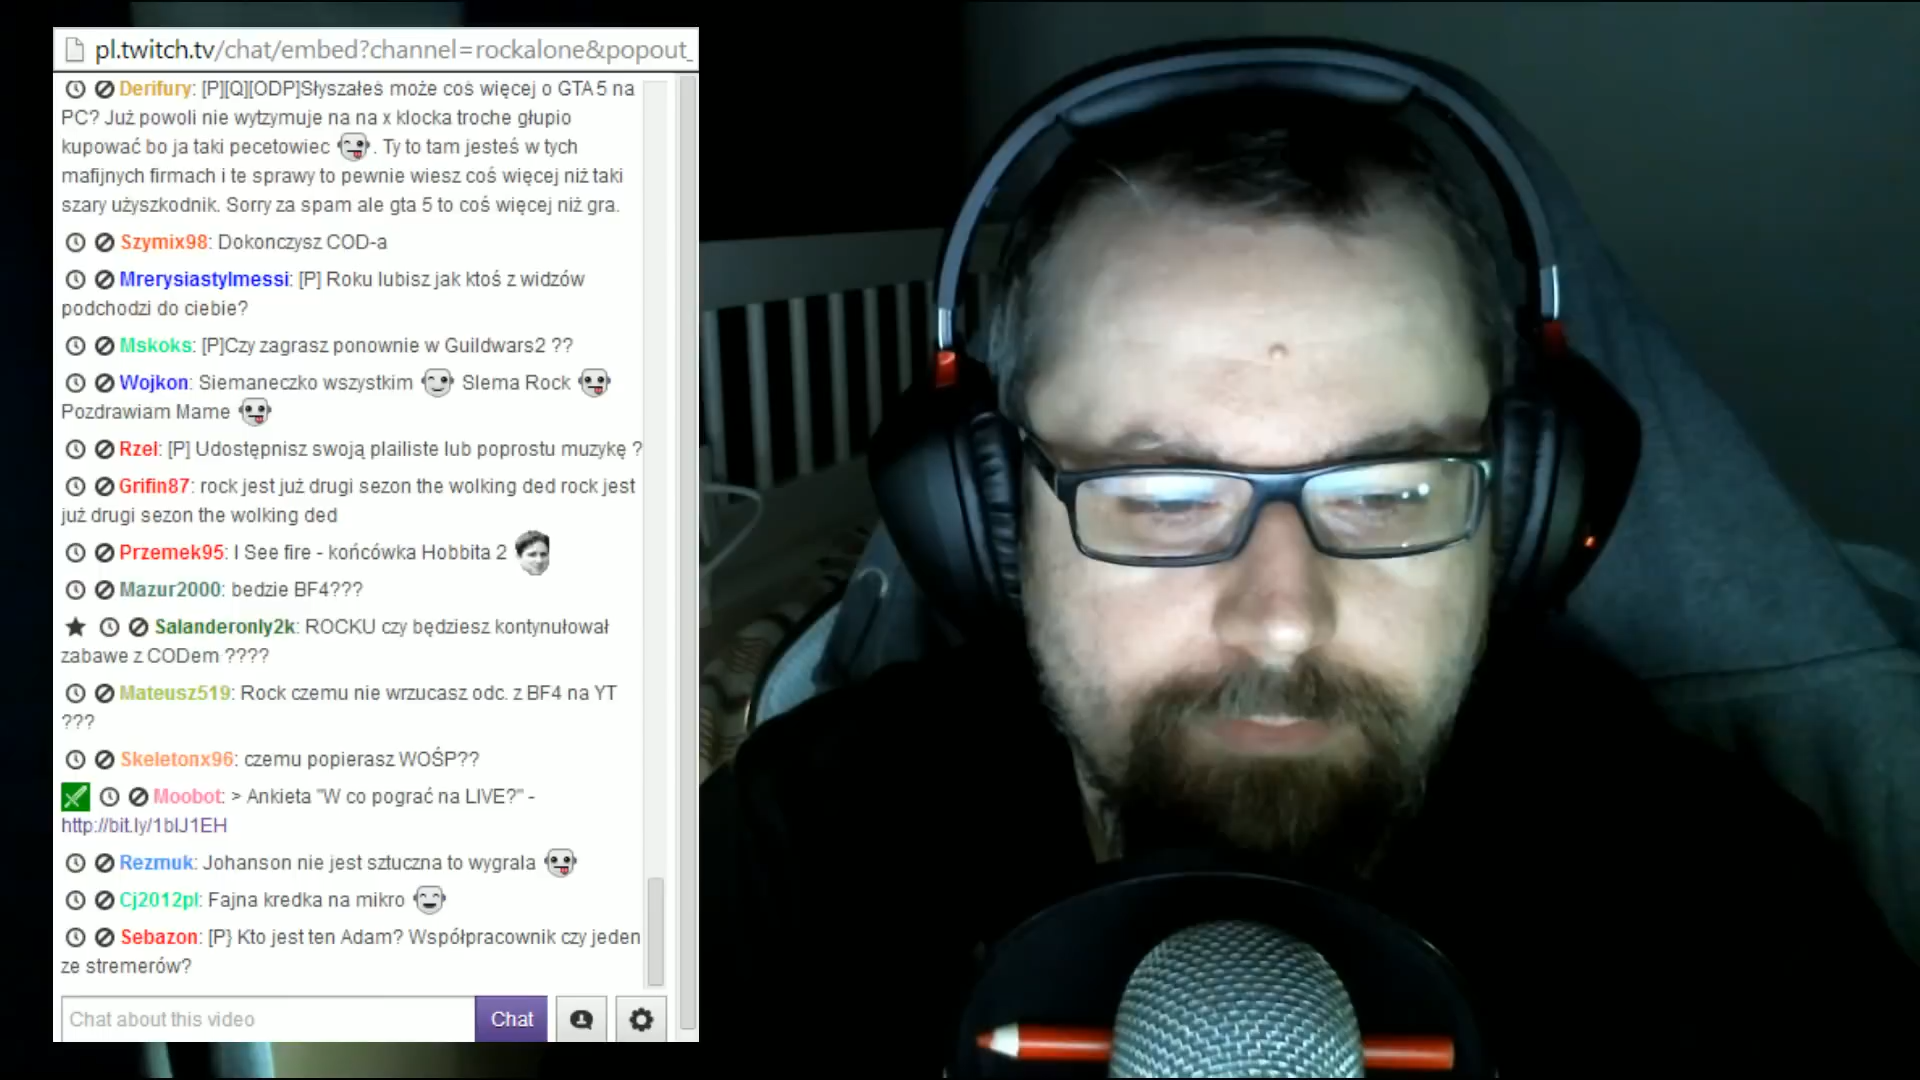 pl.twitch.tv/chat/embed?channel=rockalone&popout_
Derifury: [P][Q][ODP]Słyszałeś może coś więcej o GTA 5 na
PC? Już powoli nie wytzymuje na na x klocka troche głupio
kupować bo ja taki pecetowiec . Ty to tam jesteś w tych
mafijnych firmach i te sprawy to pewnie wiesz coś więcej niż taki
szary użyszkodnik. Sorry za spam ale gta 5 to coś więcej niż gra.
Szymix98: Dokonczysz COD-a
Mrerysiastylmessi: [P] Roku lubisz jak ktoś z widzów
podchodzi do ciebie?
Mskoks: [P]Czy zagrasz ponownie w Guildwars2 ??
Wojkon: Siemaneczko wszystkim SIema Rock
Pozdrawiam Mame
Rzel: [P] Udostępnisz swoją plailiste lub poprostu muzykę ?
Grifin87: rock jest już drugi sezon the wolking ded rock jest
już drugi sezon the wolking ded
Przemek95: I See fire - końcówka Hobbita 2
Mazur2000: bedzie BF4???
Salanderonly2k: ROCKU czy będziesz kontynułował
zabawe z CODem ????
Mateusz519: Rock czemu nie wrzucasz odc. z BF4 na YT
???
Skeletonx96: czemu popierasz WOŚP??
Moobot: > Ankieta "W co pograć na LIVE?" -
http://bit.ly/1blJ1EH
Rezmuk: Johanson nie jest sztuczna to wygrala
Cj2012pl: Fajna kredka na mikro
Sebazon: [P} Kto jest ten Adam? Współpracownik czy jeden
ze stremerów?
Chat about this video
Chat